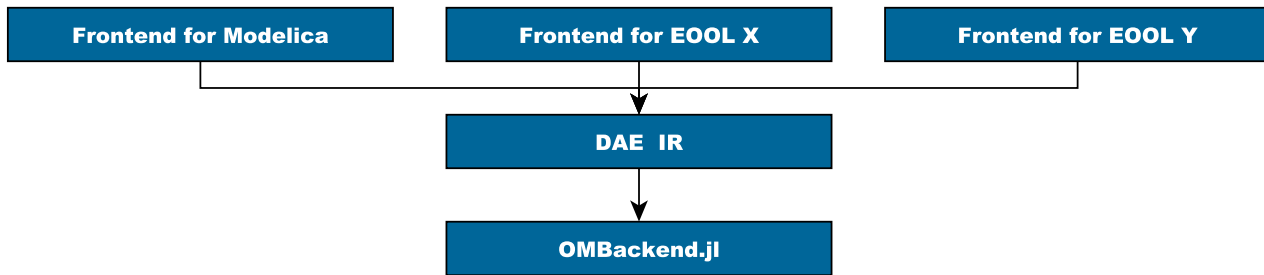 Frontend for Modelica
Frontend for EOOL X
Frontend for EOOL Y
DAE IR
OMBackend.jl